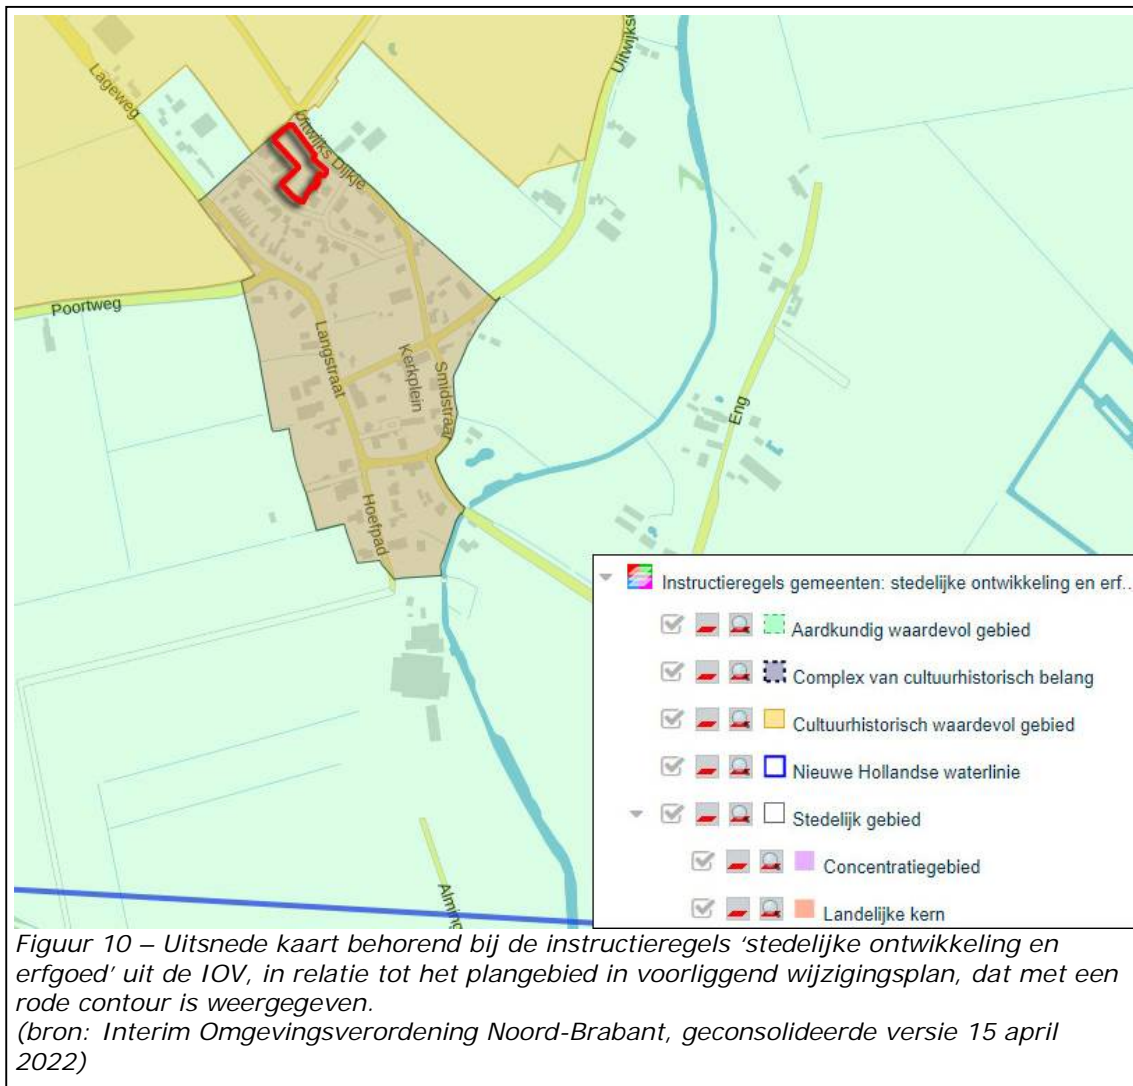 Lageweg
Uitwijks Dijkje
Poortweg
Langstraat
Kerkplein
Smidstraat
Eng
Hoefpad
Instructieregels gemeenten: stedelijke ontwikkeling en erf..
Aardkundig waardevol gebied
Complex van cultuurhistorisch belang
Cultuurhistorisch waardevol gebied
Nieuwe Hollandse waterlinie
Stedelijk gebied
Concentratiegebied
Landelijke kern
Alming
Figuur 10 – Uitsnede kaart behorend bij de instructieregels ‘stedelijke ontwikkeling en
erfgoed’ uit de IOV, in relatie tot het plangebied in voorliggend wijzigingsplan, dat met een
rode contour is weergegeven.
(bron: Interim Omgevingsverordening Noord-Brabant, geconsolideerde versie 15 april
2022)